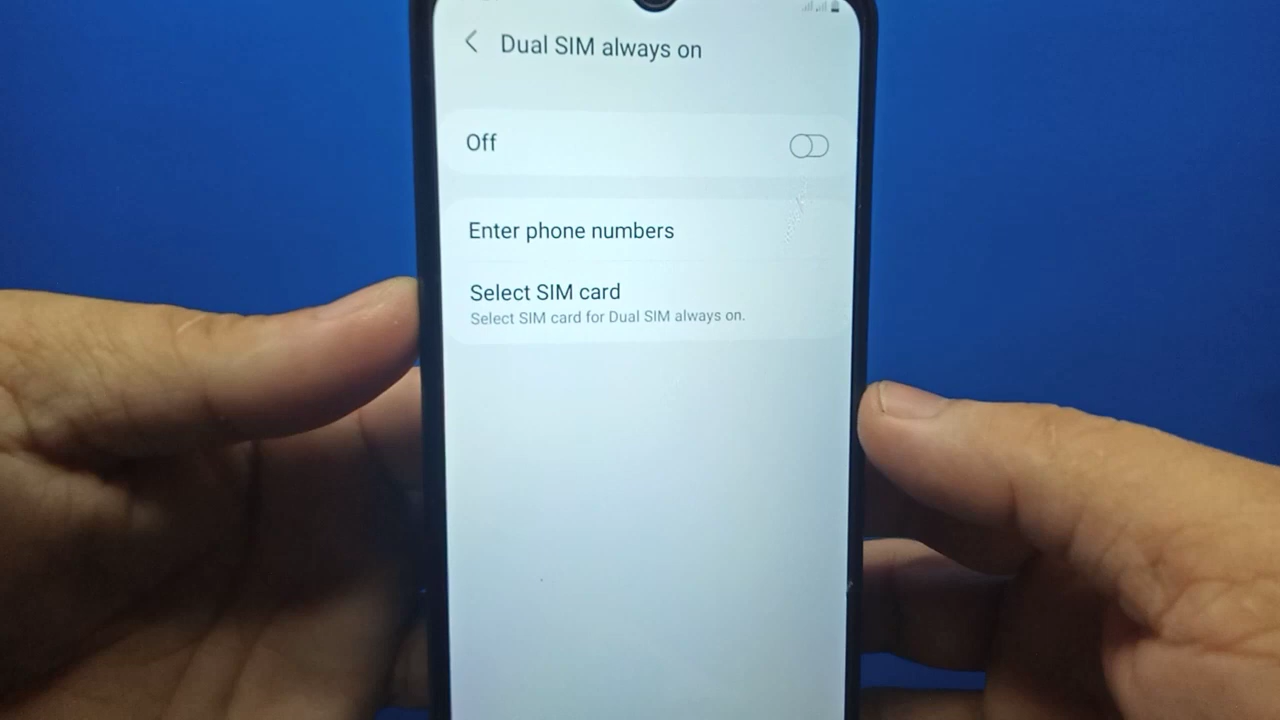 Dual SIM always on
Off
Enter phone numbers
Select SIM card
Select SIM card for Dual SIM always on.